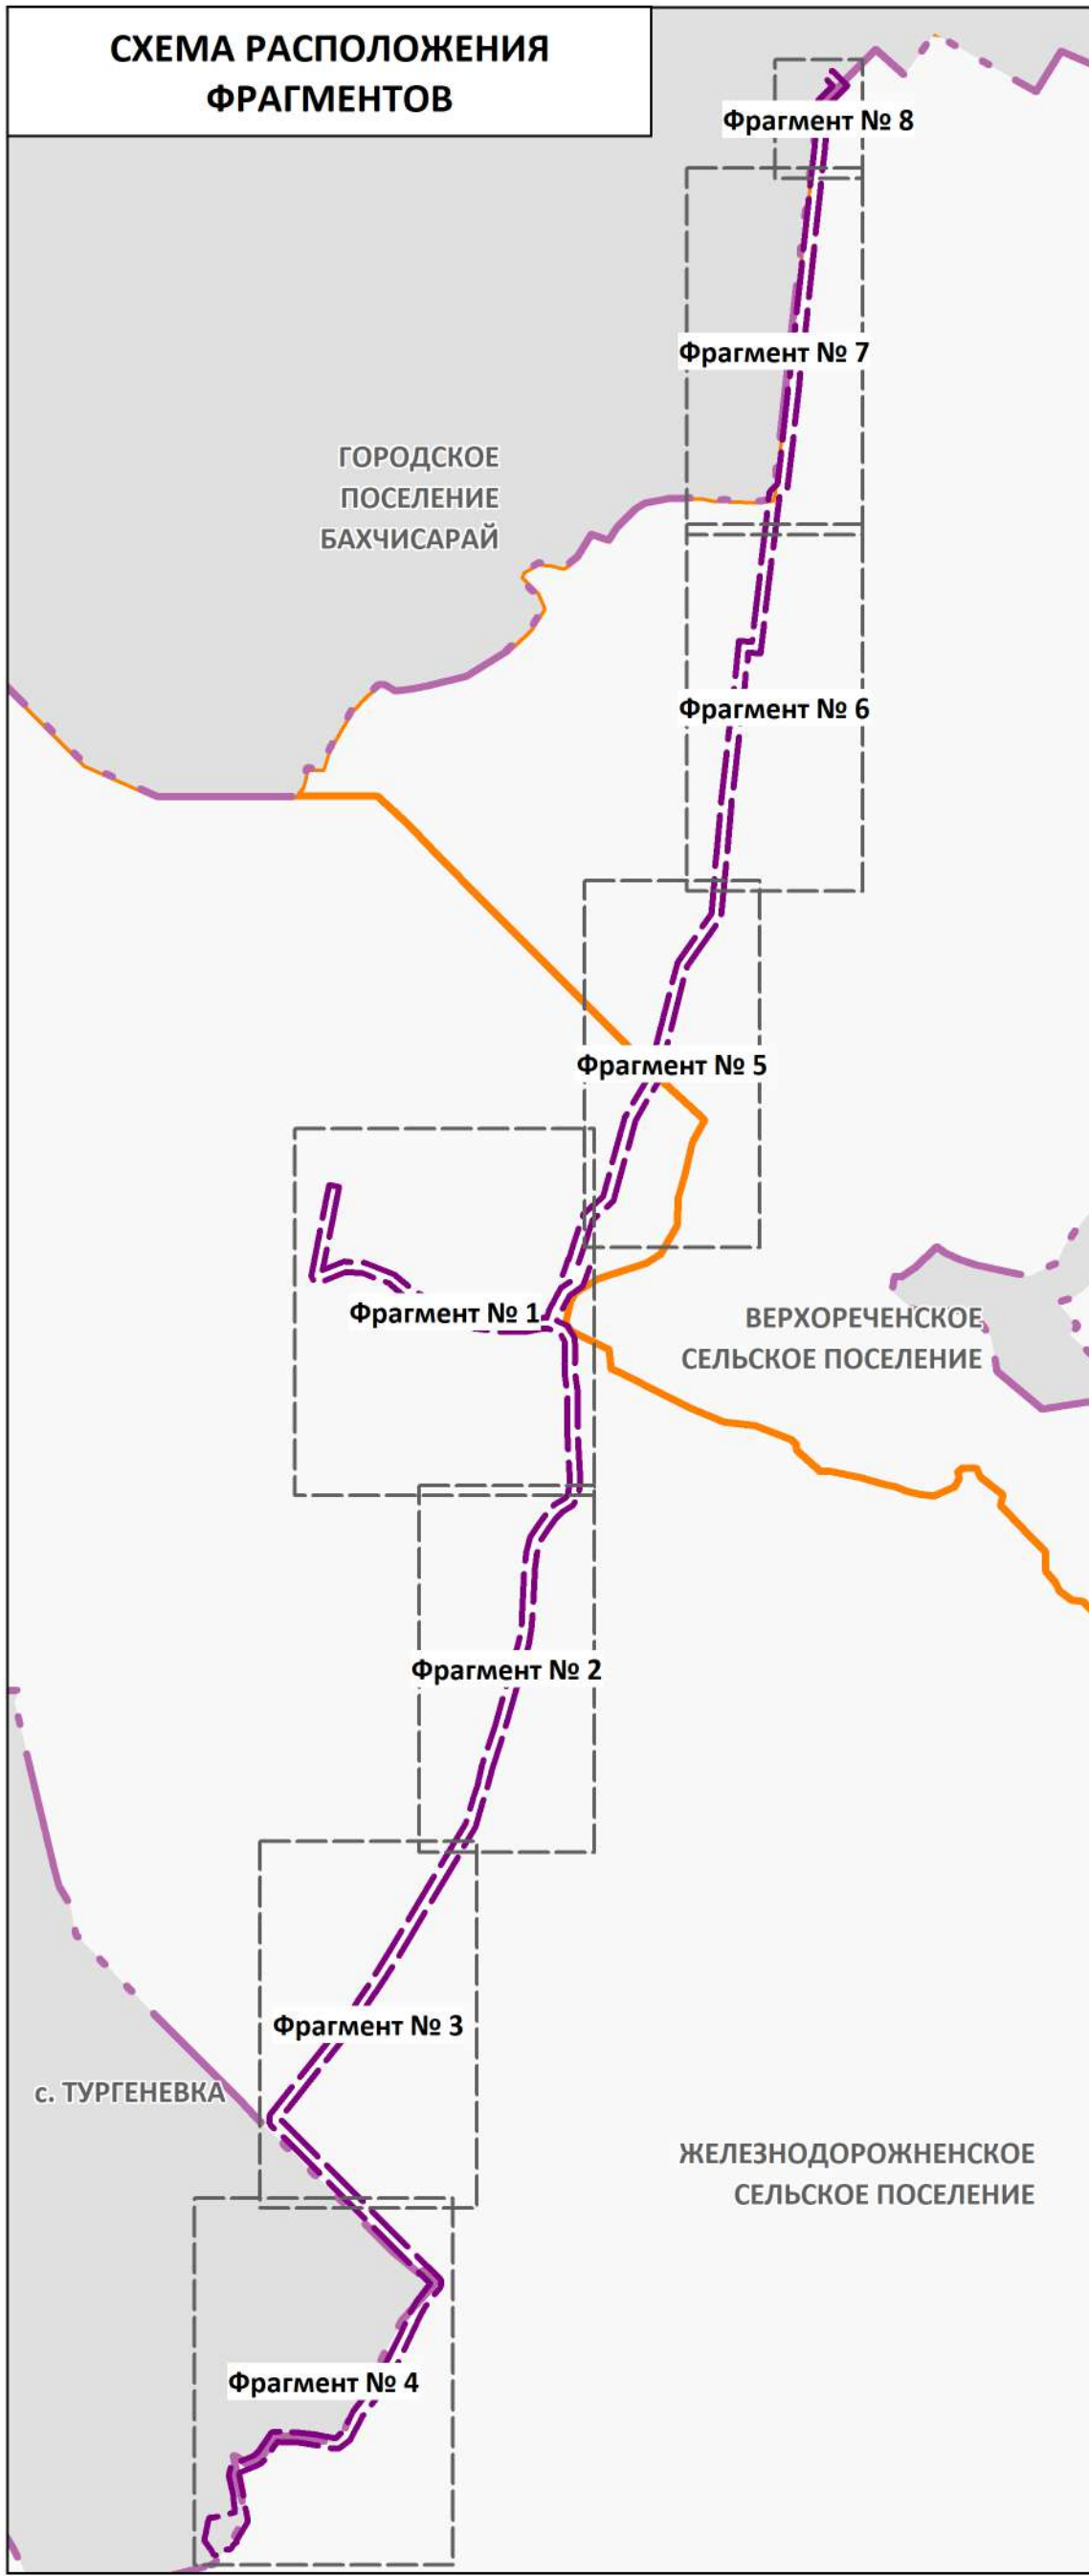 СХЕМА РАСПОЛОЖЕНИЯ
ФРАГМЕНТОВ
Фрагмент № 8
Фрагмент № 7
ГОРОДСКОЕ
ПОСЕЛЕНИЕ
БАХЧИСАРАЙ
Фрагмент № 6
Фрагмент № 5
Фрагмент № 1
ВЕРХОРЕЧЕНСКОЕ
СЕЛЬСКОЕ ПОСЕЛЕНИЕ
Фрагмент № 2
Фрагмент № 3
с. ТУРГЕНЕВКА
ЖЕЛЕЗНОДОРОЖНЕНСКОЕ
СЕЛЬСКОЕ ПОСЕЛЕНИЕ
Фрагмент № 4